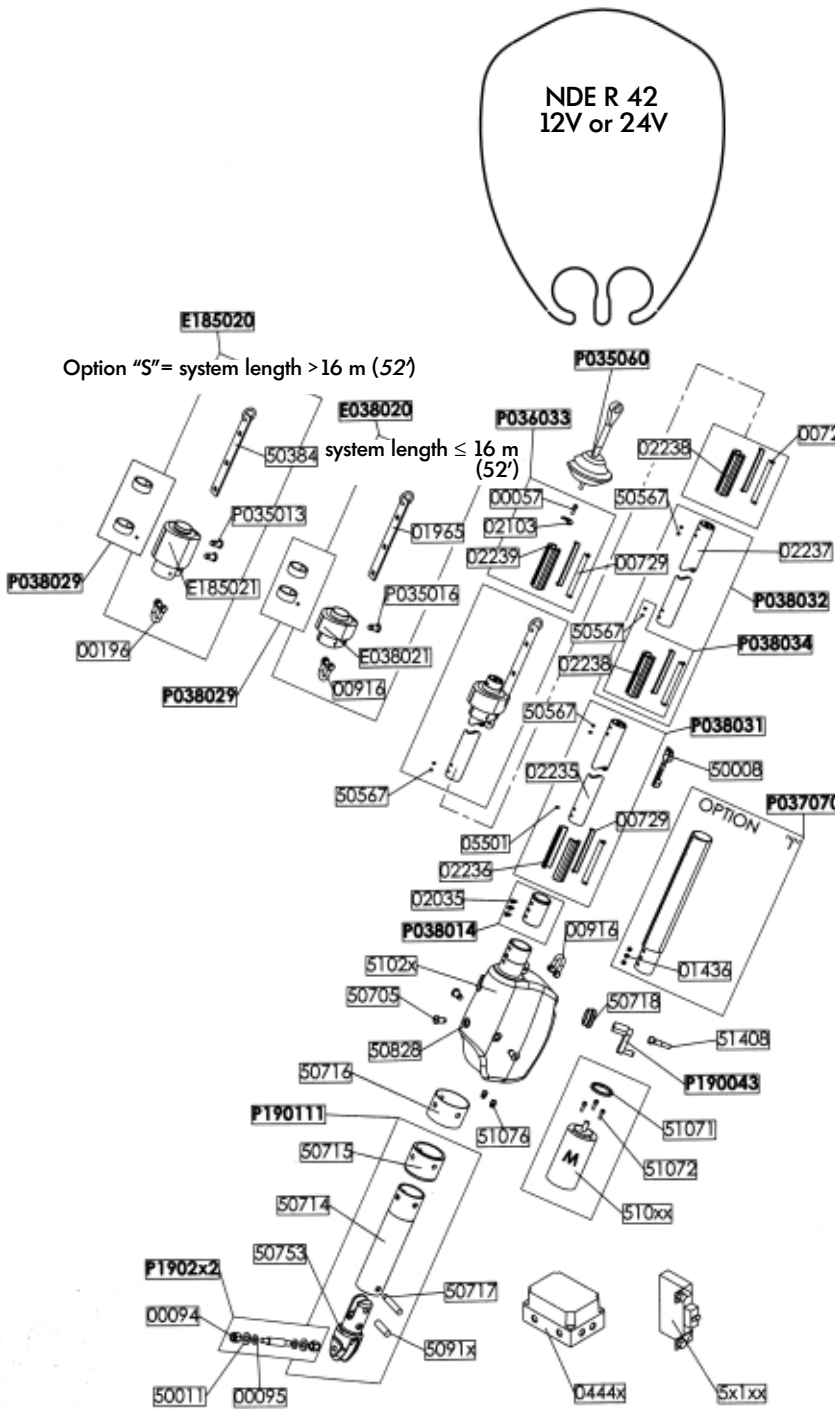 NDE R 42
12V or 24V
E185020
Option “S”= system length >16 m (52')
P035060
E038020
P036033
system length ≤ 16 m
(52')
50384
02238
0072
00057
50567
P035013
01965
02103
02237
02239
00729
P038029
E185021
P035016
P038032
50567
00196
E038021
P038034
02238
P038029
00916
50567
P038031
50008
50567
02235
P037070
OPTION "T"
00729
05501
02236
02035
P038014
00916
01436
5102x
50718
50705
51408
50828
P190043
50716
P190111
51076
51071
50715
51072
M
50714
510xx
50753
P1902x2
50717
00094
5091x
50011
00095
0444x
5x1xx